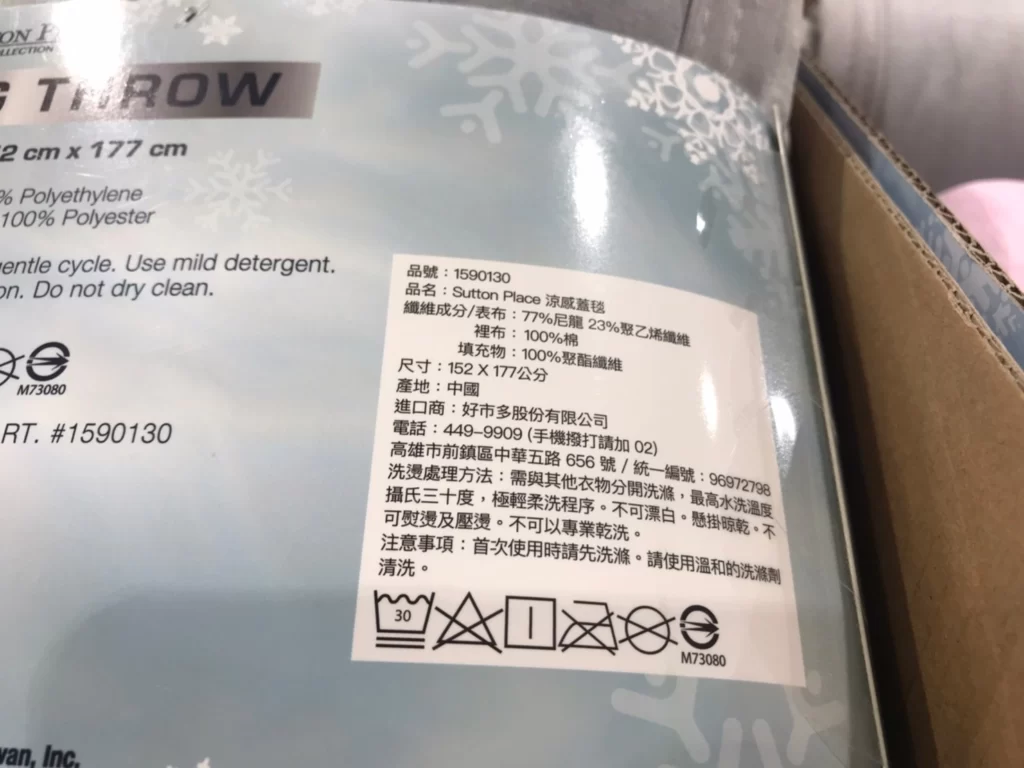 COLLECTION
THROW
cm x 177 cm
% Polyethylene
100% Polyester
gentle cycle. Use mild detergent.
Do not dry clean.
M73080
#1590130
品號：1590130
品名：Sutton Place 涼感蓋毯
纖維成分/表布：77%尼龍 23%聚乙烯纖維
裡布：100%棉
填充物：100%聚酯纖維
尺寸：152 X 177公分
產地：中國
進口商：好市多股份有限公司
電話：449-9909 (手機撥打請加 02)
高雄市前鎮區中華五路 656 號 / 統一編號：96972798
洗燙處理方法：需與其他衣物分開洗滌，最高水洗溫度
攝氏三十度，極輕柔洗程序。不可漂白。懸掛晾乾。不
可熨燙及壓燙。不可以專業乾洗。
注意事項：首次使用時請先洗滌。請使用溫和的洗滌劑
清洗。
30
M73080
Inc.